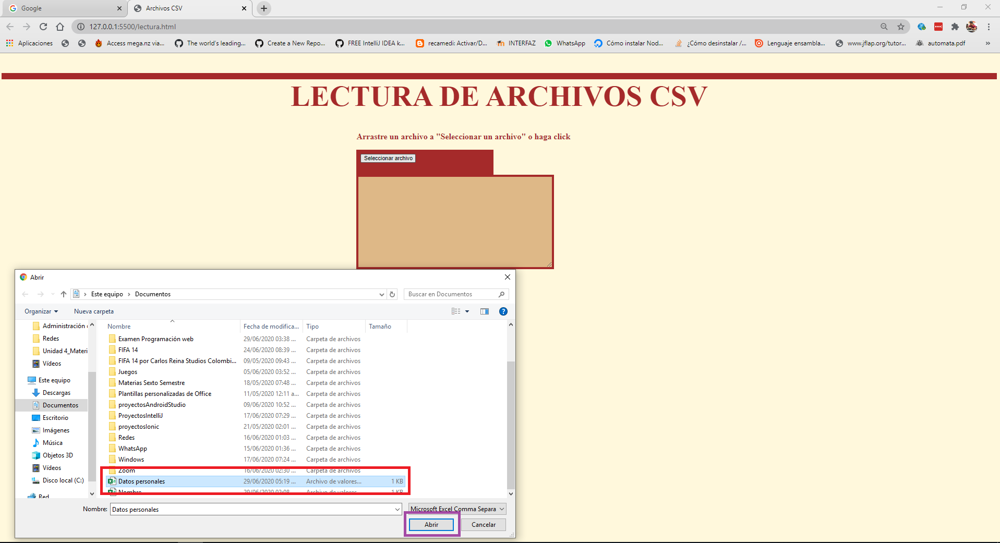 Google
Archivos CSV
127.0.0.1:5500/lectura.html
Aplicaciones
Access mega.nz via...
The world's leading...
Create a New Repo...
FREE IntelliJ IDEA k...
recamedi: Activar/D...
INTERFAZ
WhatsApp
Cómo instalar Nod...
¿Cómo desinstalar /...
Lenguaje ensambla...
www.jflap.org/tutor...
automata.pdf
»
LECTURA DE ARCHIVOS CSV
Arrastre un archivo a "Seleccionar un archivo" o haga click
Seleccionar archivo
Abrir
Este equipo > Documentos
Buscar en Documentos
Organizar
Nueva carpeta
Administración
Redes
Unidad 4_Materi
Vídeos
Este equipo
Descargas
Documentos
Escritorio
Imágenes
Música
Objetos 3D
Vídeos
Disco local (C:)
Red
Nombre Fecha de modifica... Tipo Tamaño
Examen Programación web 29/06/2020 03:38 ... Carpeta de archivos
FIFA 14 24/06/2020 08:39 ... Carpeta de archivos
FIFA 14 por Carlos Reina Studios Colombi... 09/05/2020 09:43 ... Carpeta de archivos
Juegos 05/06/2020 03:52 ... Carpeta de archivos
Materias Sexto Semestre 18/05/2020 07:48 ... Carpeta de archivos
Plantillas personalizadas de Office 11/05/2020 12:11 a... Carpeta de archivos
proyectosAndroidStudio 09/06/2020 10:52 ... Carpeta de archivos
ProyectosIntelliJ 17/06/2020 07:29 ... Carpeta de archivos
proyectosIonic 21/05/2020 02:01 ... Carpeta de archivos
Redes 16/06/2020 01:03 ... Carpeta de archivos
WhatsApp 15/06/2020 01:36 ... Carpeta de archivos
Windows 17/06/2020 07:24 ... Carpeta de archivos
Zoom 16/06/2020 02:30 ... Carpeta de archivos
Datos personales 29/06/2020 05:19 ... Archivo de valores... 1 KB
Nombre 29/06/2020 02:08 ... Archivo de valores... 1 KB
Nombre: Datos personales
Microsoft Excel Comma Separa
Abrir
Cancelar